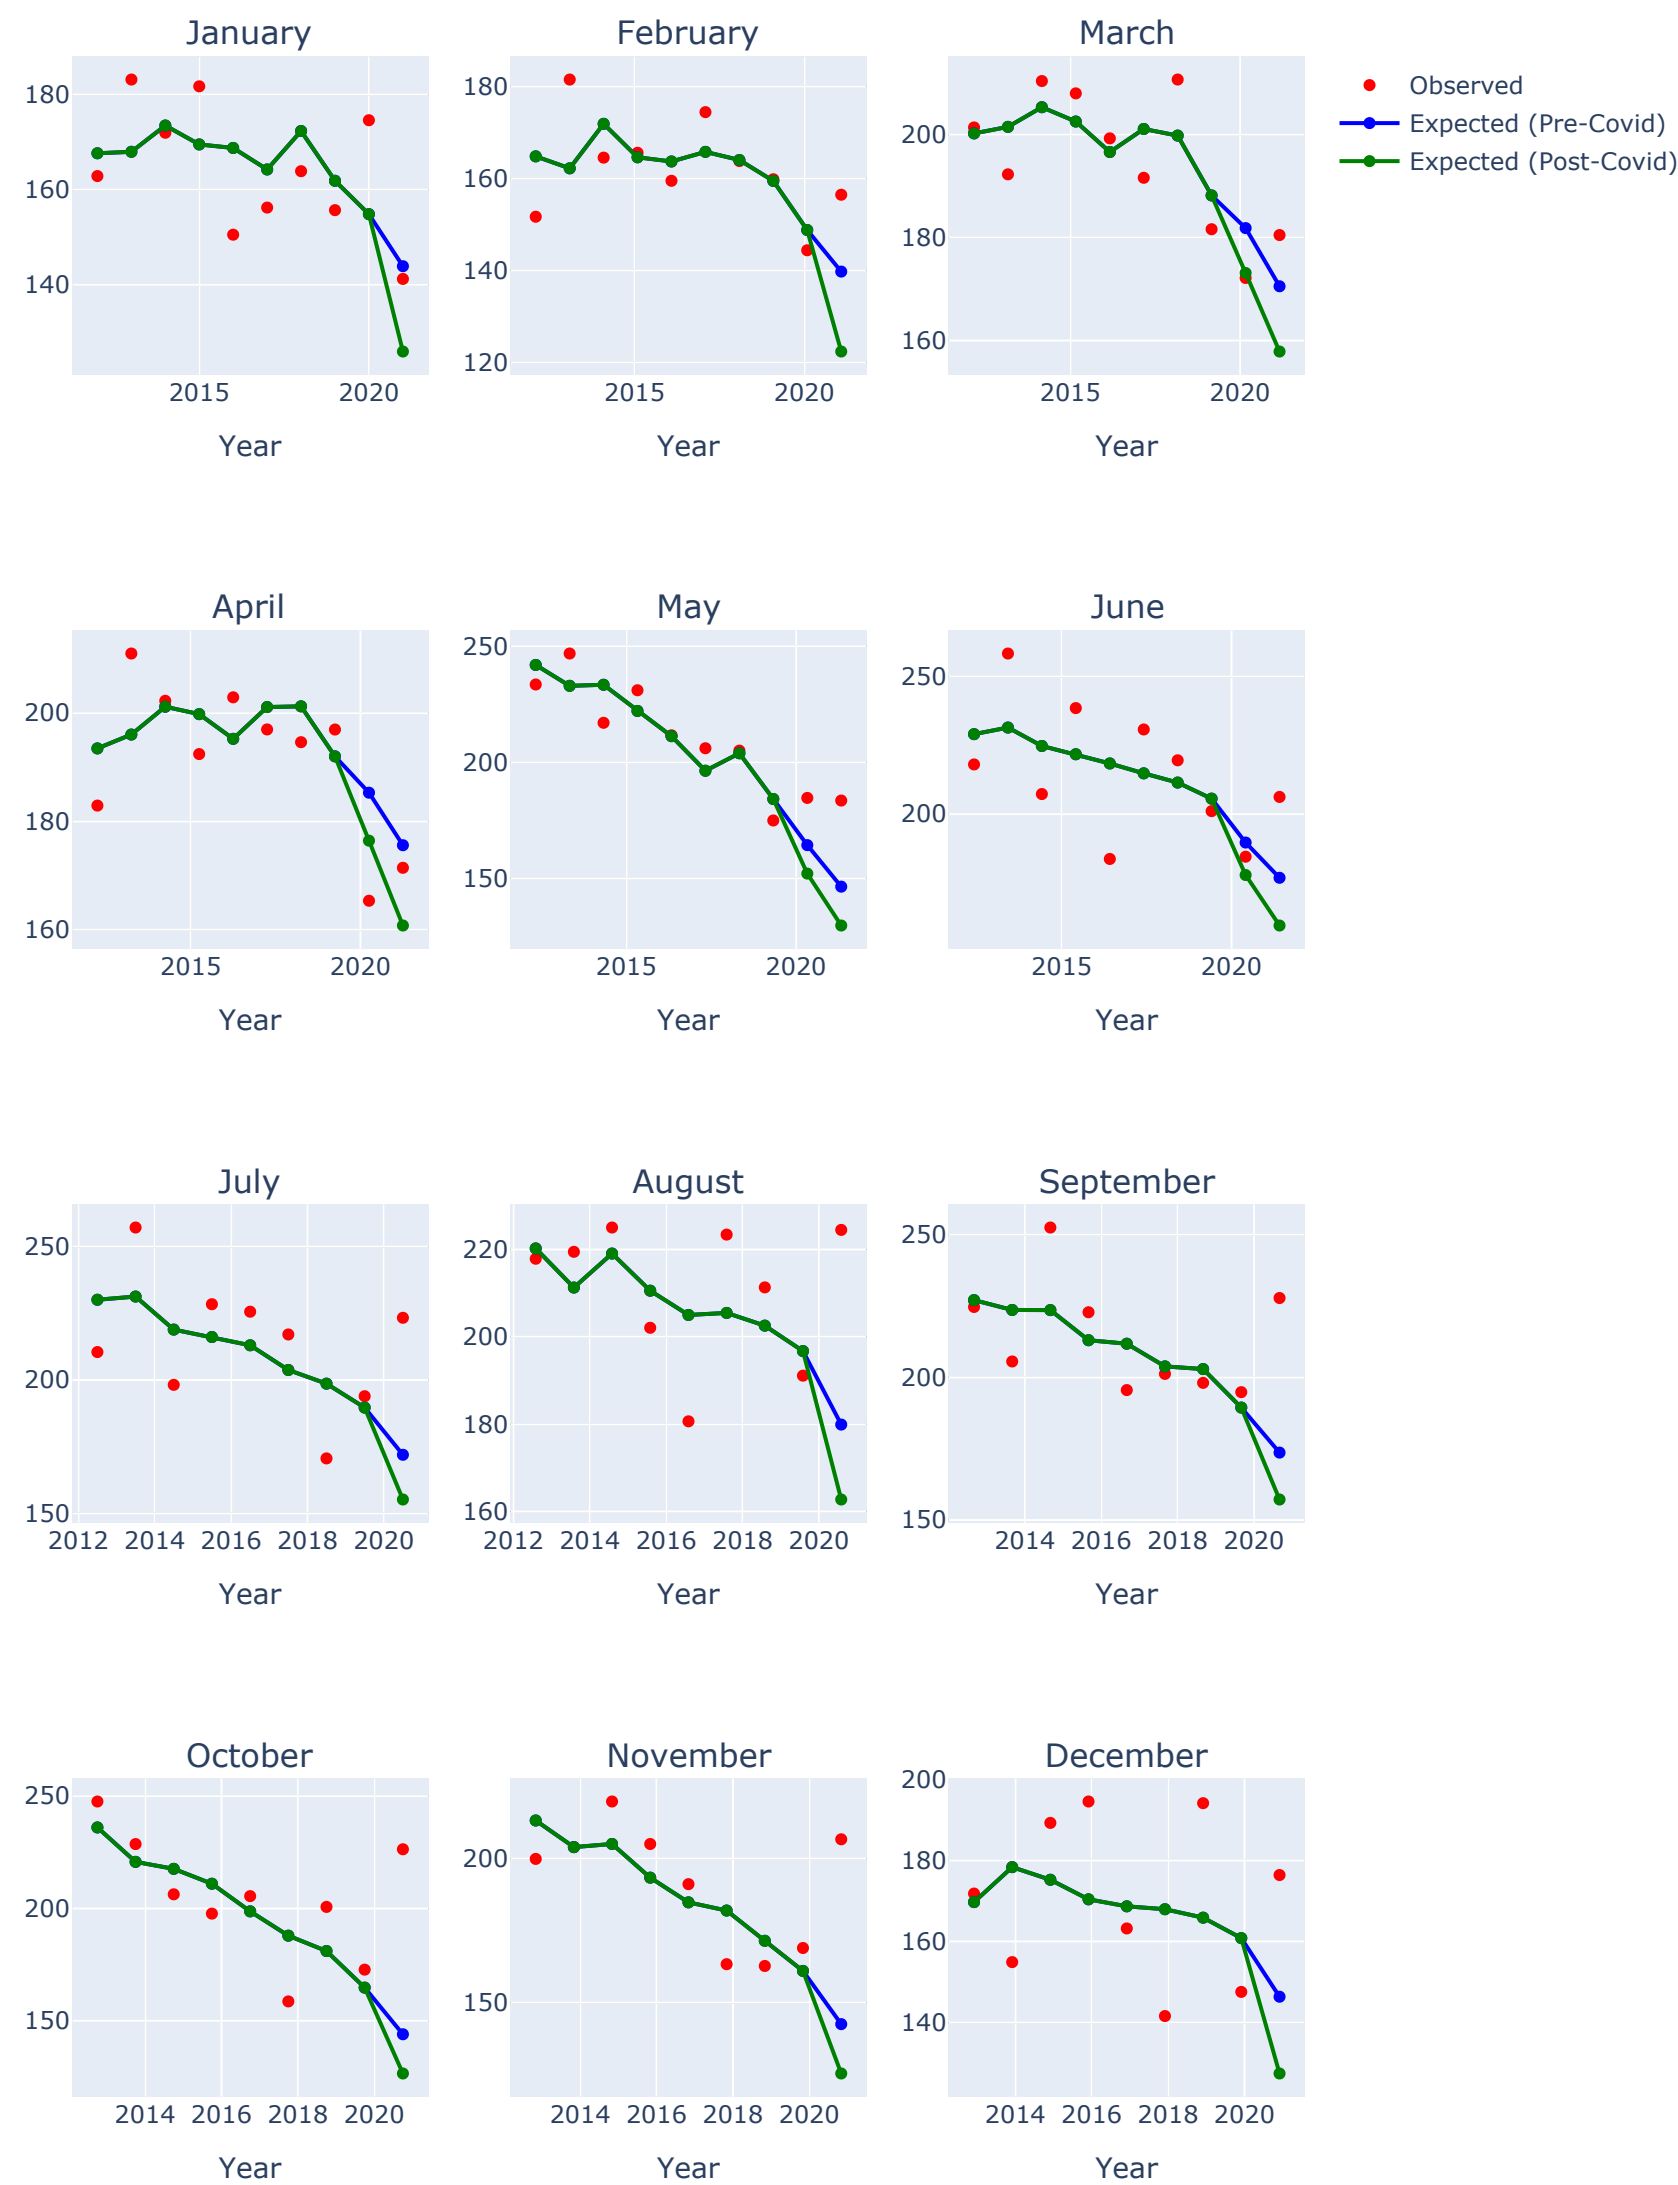 January
February
March
180
160
140
2015
2020
Year
180
160
140
120
2015
2020
Year
200
180
160
2015
2020
Year
Observed
Expected (Pre-Covid)
Expected (Post-Covid)
April
May
June
200
180
160
2015
2020
Year
250
200
150
2015
2020
Year
250
200
2015
2020
Year
July
August
September
250
200
150
2012 2014 2016 2018 2020
Year
220
200
180
160
2012 2014 2016 2018 2020
Year
250
200
150
2014 2016 2018 2020
Year
October
November
December
250
200
150
2014 2016 2018 2020
Year
200
150
2014 2016 2018 2020
Year
200
180
160
140
2014 2016 2018 2020
Year